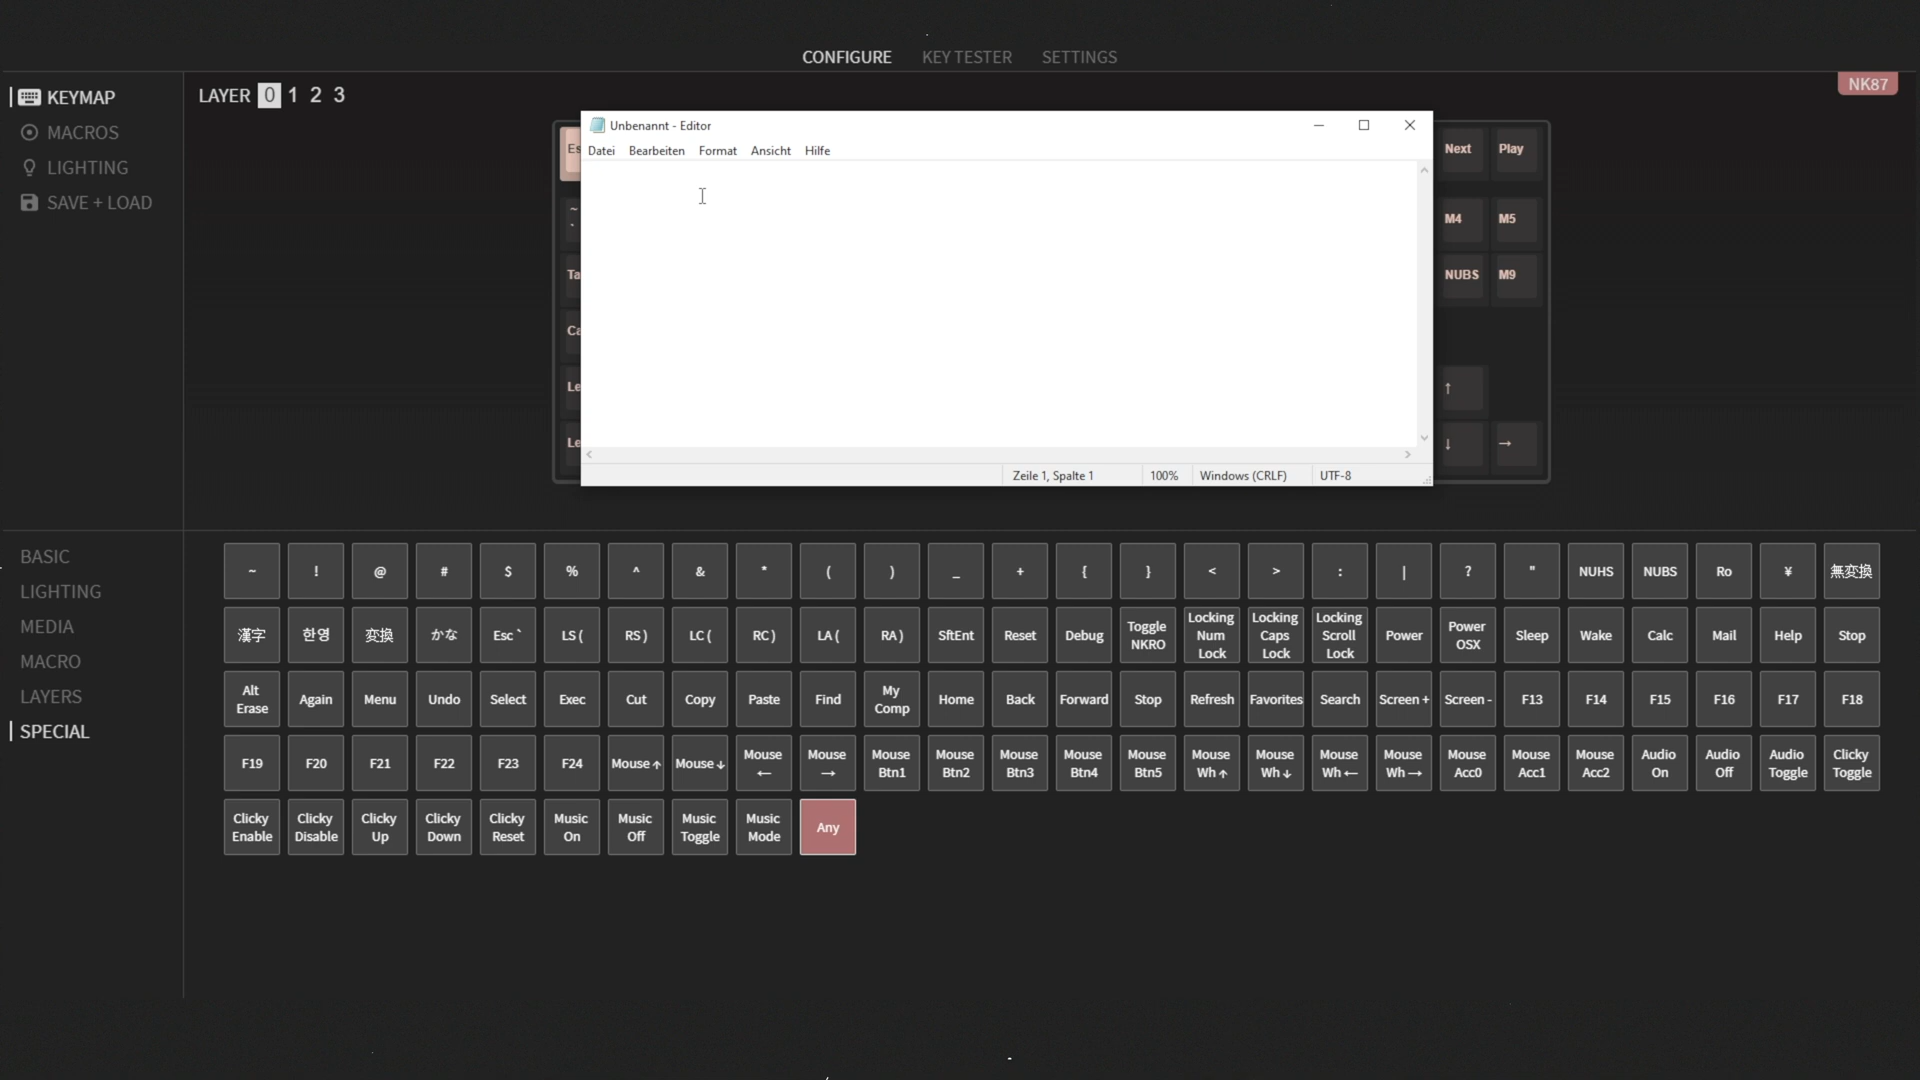 CONFIGURE KEY TESTER SETTINGS
KEYMAP
MACROS
LIGHTING
SAVE + LOAD
LAYER 0 1 2 3
NK87
Unbenannt - Editor
Datei Bearbeiten Format Ansicht Hilfe
Es Next Play
~ M4 M5
`
Ta NUBS M9
Ca
Le ↑
Le ↓ →
Zeile 1, Spalte 1 100% Windows (CRLF) UTF-8
BASIC
LIGHTING
MEDIA
MACRO
LAYERS
SPECIAL
~ ! @ # $ % ^ & * ( ) _ + { } < > : | ? " NUHS NUBS Ro ¥ 無変換
漢字 한영 変換 かな Esc ` LS ( RS ) LC ( RC ) LA ( RA ) SftEnt Reset Debug Toggle NKRO Locking Num Lock Locking Caps Lock Locking Scroll Lock Power Power OSX Sleep Wake Calc Mail Help Stop
Alt Erase Again Menu Undo Select Exec Cut Copy Paste Find My Comp Home Back Forward Stop Refresh Favorites Search Screen + Screen - F13 F14 F15 F16 F17 F18
F19 F20 F21 F22 F23 F24 Mouse ↑ Mouse ↓ Mouse ← Mouse → Mouse Btn1 Mouse Btn2 Mouse Btn3 Mouse Btn4 Mouse Btn5 Mouse Wh ↑ Mouse Wh ↓ Mouse Wh ← Mouse Wh → Mouse Acc0 Mouse Acc1 Mouse Acc2 Audio On Audio Off Audio Toggle Clicky Toggle
Clicky Enable Clicky Disable Clicky Up Clicky Down Clicky Reset Music On Music Off Music Toggle Music Mode Any